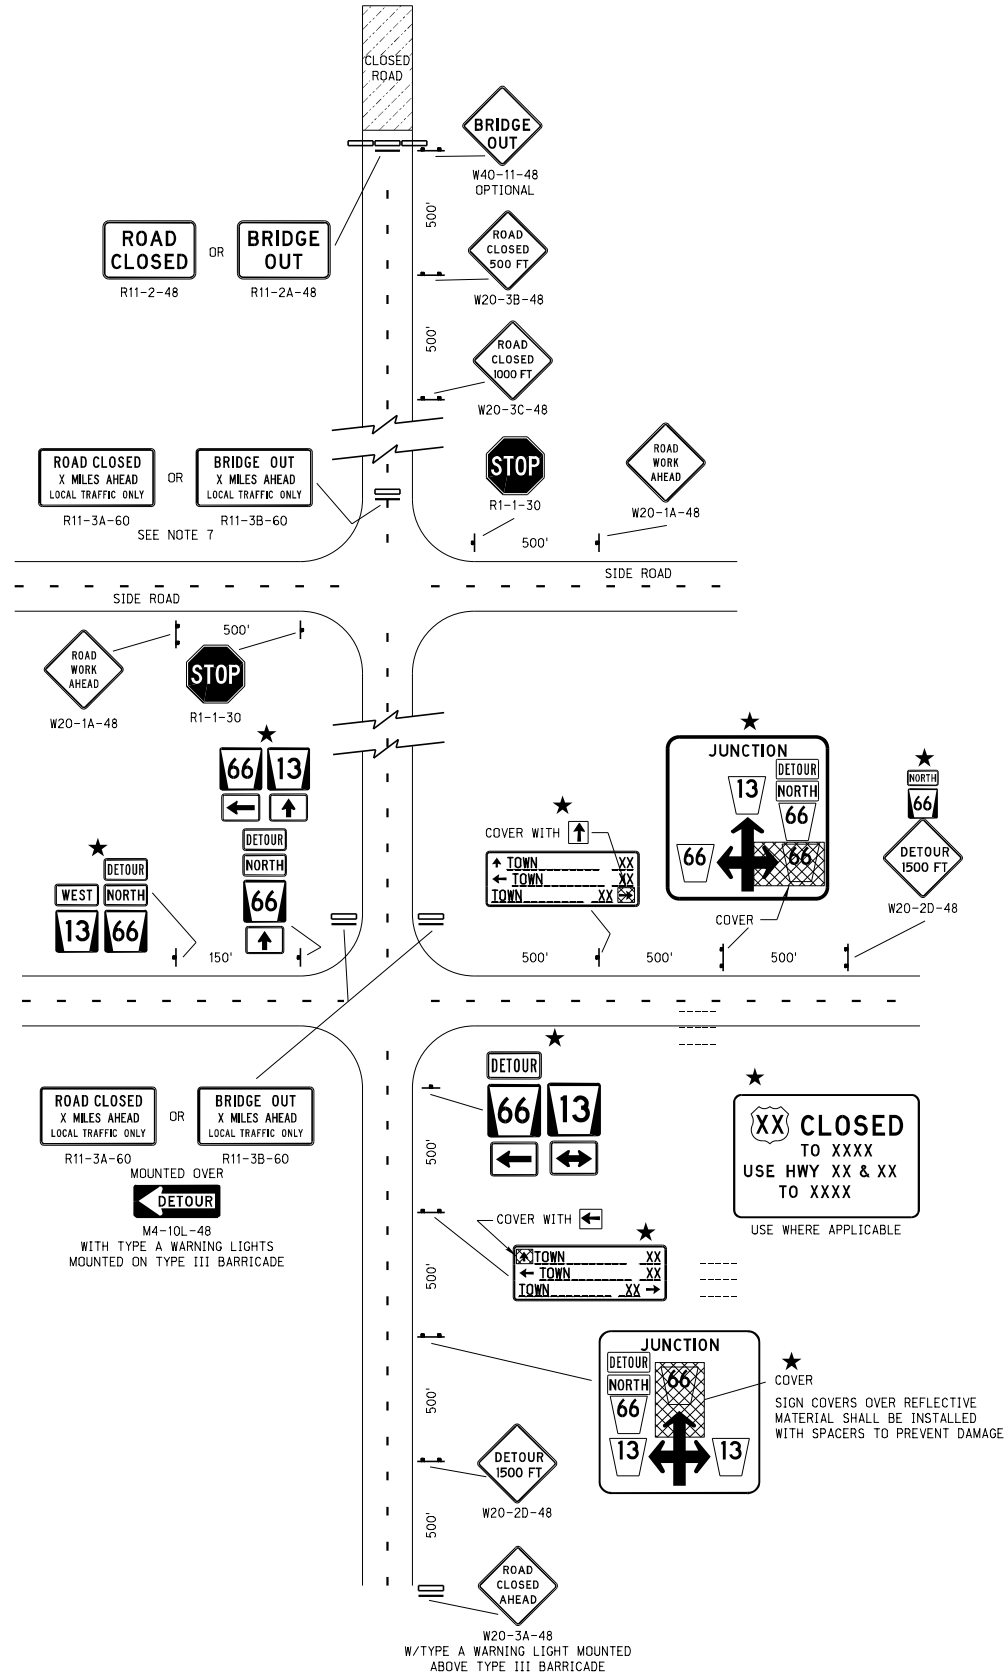 CLOSED
ROAD
BRIDGE
OUT
W40-11-48
OPTIONAL
500'
ROAD
CLOSED
OR
BRIDGE
OUT
R11-2-48
R11-2A-48
ROAD
CLOSED
500 FT
W20-3B-48
500'
ROAD
CLOSED
1000 FT
W20-3C-48
ROAD CLOSED
X MILES AHEAD
LOCAL TRAFFIC ONLY
OR
BRIDGE OUT
X MILES AHEAD
LOCAL TRAFFIC ONLY
R11-3A-60
R11-3B-60
SEE NOTE 7
STOP
R1-1-30
ROAD
WORK
AHEAD
W20-1A-48
500'
SIDE ROAD
SIDE ROAD
500'
ROAD
WORK
AHEAD
W20-1A-48
STOP
R1-1-30
66 13
DETOUR
NORTH
66
DETOUR
WEST NORTH
13 66
150'
COVER WITH ↑
↑ TOWN XX
← TOWN XX
TOWN XX →
JUNCTION
13
DETOUR
NORTH
66
66
66
COVER
NORTH
66
DETOUR
1500 FT
W20-2D-48
500'
500'
500'
DETOUR
66 13
500'
ROAD CLOSED
X MILES AHEAD
LOCAL TRAFFIC ONLY
OR
BRIDGE OUT
X MILES AHEAD
LOCAL TRAFFIC ONLY
R11-3A-60
R11-3B-60
MOUNTED OVER
DETOUR
M4-10L-48
WITH TYPE A WARNING LIGHTS
MOUNTED ON TYPE III BARRICADE
XX CLOSED
TO XXXX
USE HWY XX & XX
TO XXXX
USE WHERE APPLICABLE
COVER WITH ←
↑ TOWN XX
← TOWN XX
TOWN XX →
500'
JUNCTION
DETOUR
NORTH
66
66
13
13
COVER
SIGN COVERS OVER REFLECTIVE
MATERIAL SHALL BE INSTALLED
WITH SPACERS TO PREVENT DAMAGE
500'
DETOUR
1500 FT
W20-2D-48
500'
ROAD
CLOSED
AHEAD
W20-3A-48
W/TYPE A WARNING LIGHT MOUNTED
ABOVE TYPE III BARRICADE